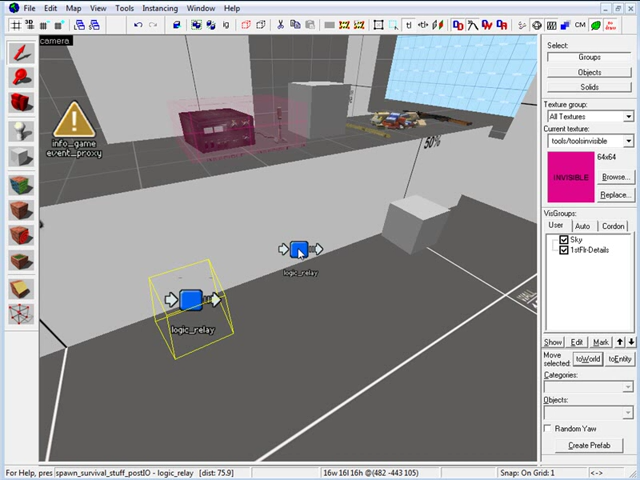 File Edit Map View Tools Instancing Window Help
camera
info_game
event_proxy
50%
logic_relay
logic_relay
Select:
Groups
Objects
Solids
Texture group:
All Textures
Current texture:
tools/toolsinvisible
64x64
INVISIBLE
Browse...
Replace...
VisGroups:
User Auto Cordon
Sky
1stFlr-Details
Show Edit Mark
Move
selected:
toWorld toEntity
Categories:
Objects:
Random Yaw
Create Prefab
For Help, pres spawn_survival_stuff_postIO - logic_relay [dist: 75.9] 16w 16l 16h @(482 -443 105) Snap: On Grid: 1 <->